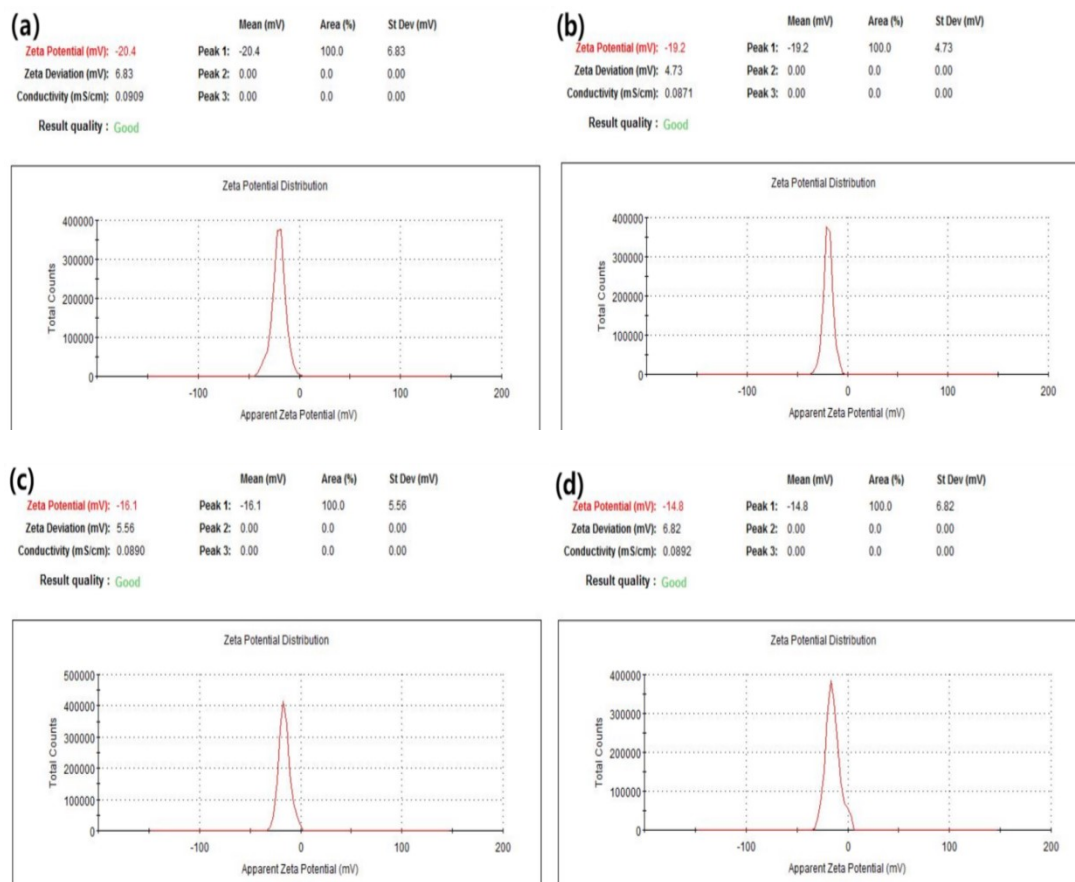 (a)
Mean (mV) Area (%) St Dev (mV)
Zeta Potential (mV): -20.4 Peak 1: -20.4 100.0 6.83
Zeta Deviation (mV): 6.83 Peak 2: 0.00 0.0 0.00
Conductivity (mS/cm): 0.0909 Peak 3: 0.00 0.0 0.00
Result quality : Good
Zeta Potential Distribution
400000
300000
200000
100000
0
Total Counts
-100 0 100 200
Apparent Zeta Potential (mV)
(b)
Mean (mV) Area (%) St Dev (mV)
Zeta Potential (mV): -19.2 Peak 1: -19.2 100.0 4.73
Zeta Deviation (mV): 4.73 Peak 2: 0.00 0.0 0.00
Conductivity (mS/cm): 0.0871 Peak 3: 0.00 0.0 0.00
Result quality : Good
Zeta Potential Distribution
400000
300000
200000
100000
0
Total Counts
-100 0 100 200
Apparent Zeta Potential (mV)
(c)
Mean (mV) Area (%) St Dev (mV)
Zeta Potential (mV): -16.1 Peak 1: -16.1 100.0 5.56
Zeta Deviation (mV): 5.56 Peak 2: 0.00 0.0 0.00
Conductivity (mS/cm): 0.0890 Peak 3: 0.00 0.0 0.00
Result quality : Good
Zeta Potential Distribution
500000
400000
300000
200000
100000
0
Total Counts
-100 0 100 200
Apparent Zeta Potential (mV)
(d)
Mean (mV) Area (%) St Dev (mV)
Zeta Potential (mV): -14.8 Peak 1: -14.8 100.0 6.82
Zeta Deviation (mV): 6.82 Peak 2: 0.00 0.0 0.00
Conductivity (mS/cm): 0.0892 Peak 3: 0.00 0.0 0.00
Result quality : Good
Zeta Potential Distribution
400000
300000
200000
100000
0
Total Counts
-100 0 100 200
Apparent Zeta Potential (mV)